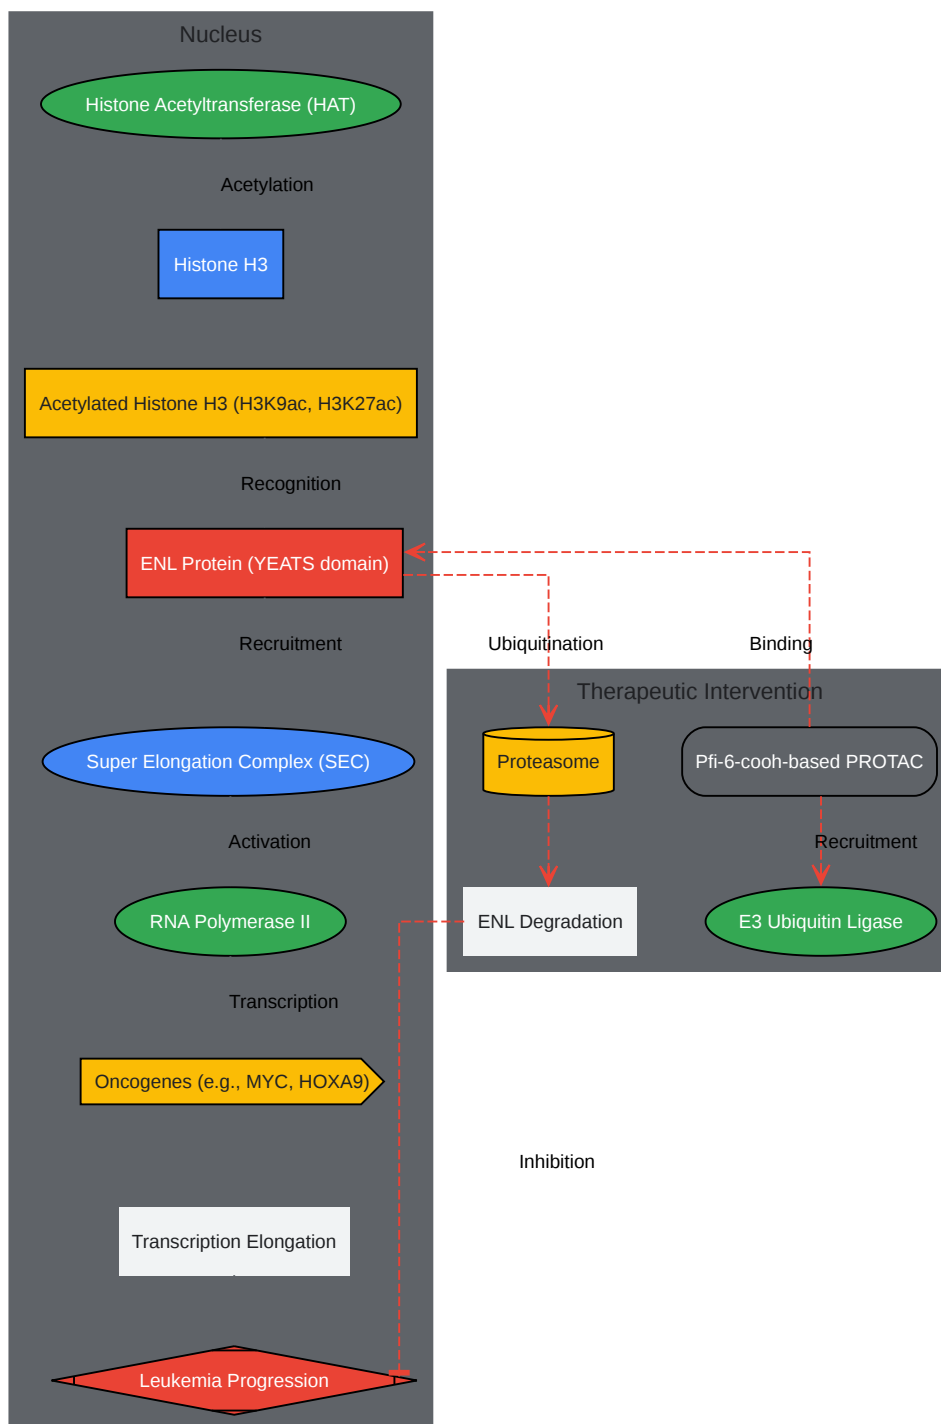 Nucleus
Histone Acetyltransferase (HAT)
Acetylation
Histone H3
Acetylated Histone H3 (H3K9ac, H3K27ac)
Recognition
ENL Protein (YEATS domain)
Recruitment
Ubiquitination
Binding
Therapeutic Intervention
Super Elongation Complex (SEC)
Proteasome
Pfi-6-cooh-based PROTAC
Activation
Recruitment
RNA Polymerase II
ENL Degradation
E3 Ubiquitin Ligase
Transcription
Oncogenes (e.g., MYC, HOXA9)
Inhibition
Transcription Elongation
Leukemia Progression